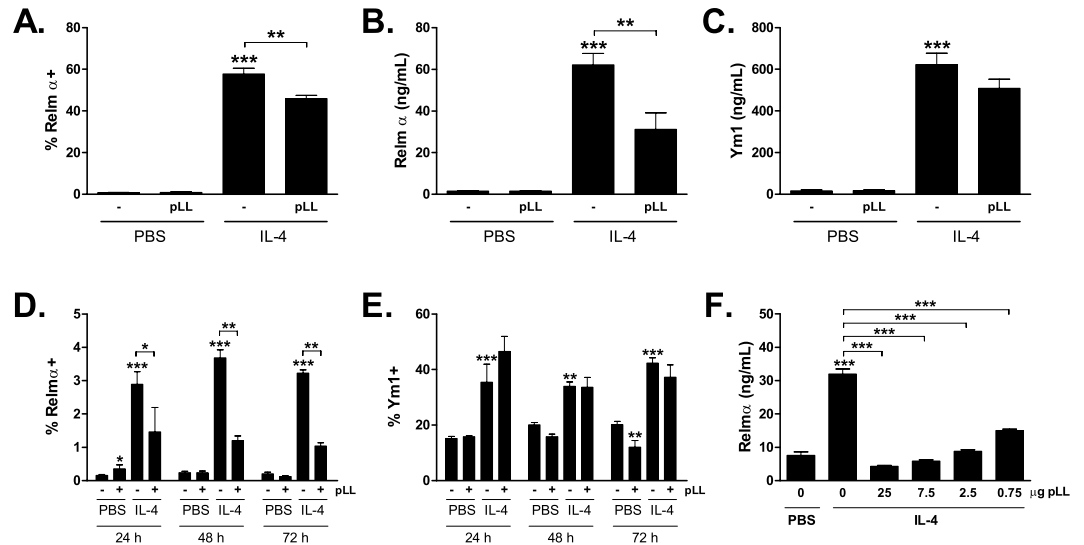 A.
% Relm α+
80
60
40
20
0
***
**
- pLL - pLL
PBS IL-4
B.
Relm α (ng/mL)
80
60
40
20
0
***
**
- pLL - pLL
PBS IL-4
C.
Ym1 (ng/mL)
800
600
400
200
0
***
- pLL - pLL
PBS IL-4
D.
% Relmα+
5
4
3
2
1
0
*
***
*
**
***
**
***
- + - + - + - + - + - + pLL
PBS IL-4 PBS IL-4 PBS IL-4
24 h 48 h 72 h
E.
% Ym1+
60
40
20
0
***
**
**
***
- + - + - + - + - + - + pLL
PBS IL-4 PBS IL-4 PBS IL-4
24 h 48 h 72 h
F.
Relmα (ng/mL)
50
40
30
20
10
0
***
***
***
***
***
0 0 25 7.5 2.5 0.75 μg pLL
PBS IL-4